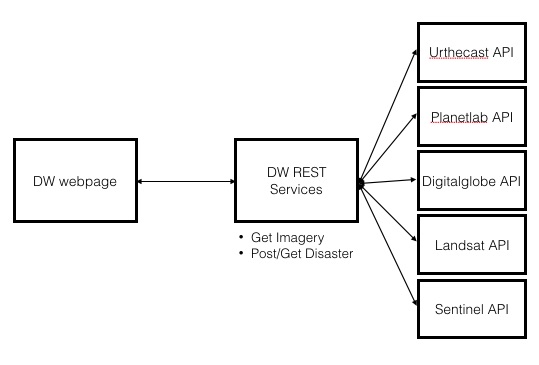 Urthecast API
Planetlab API
DW webpage
DW REST
Services
Digitalglobe API
• Get Imagery
• Post/Get Disaster
Landsat API
Sentinel API